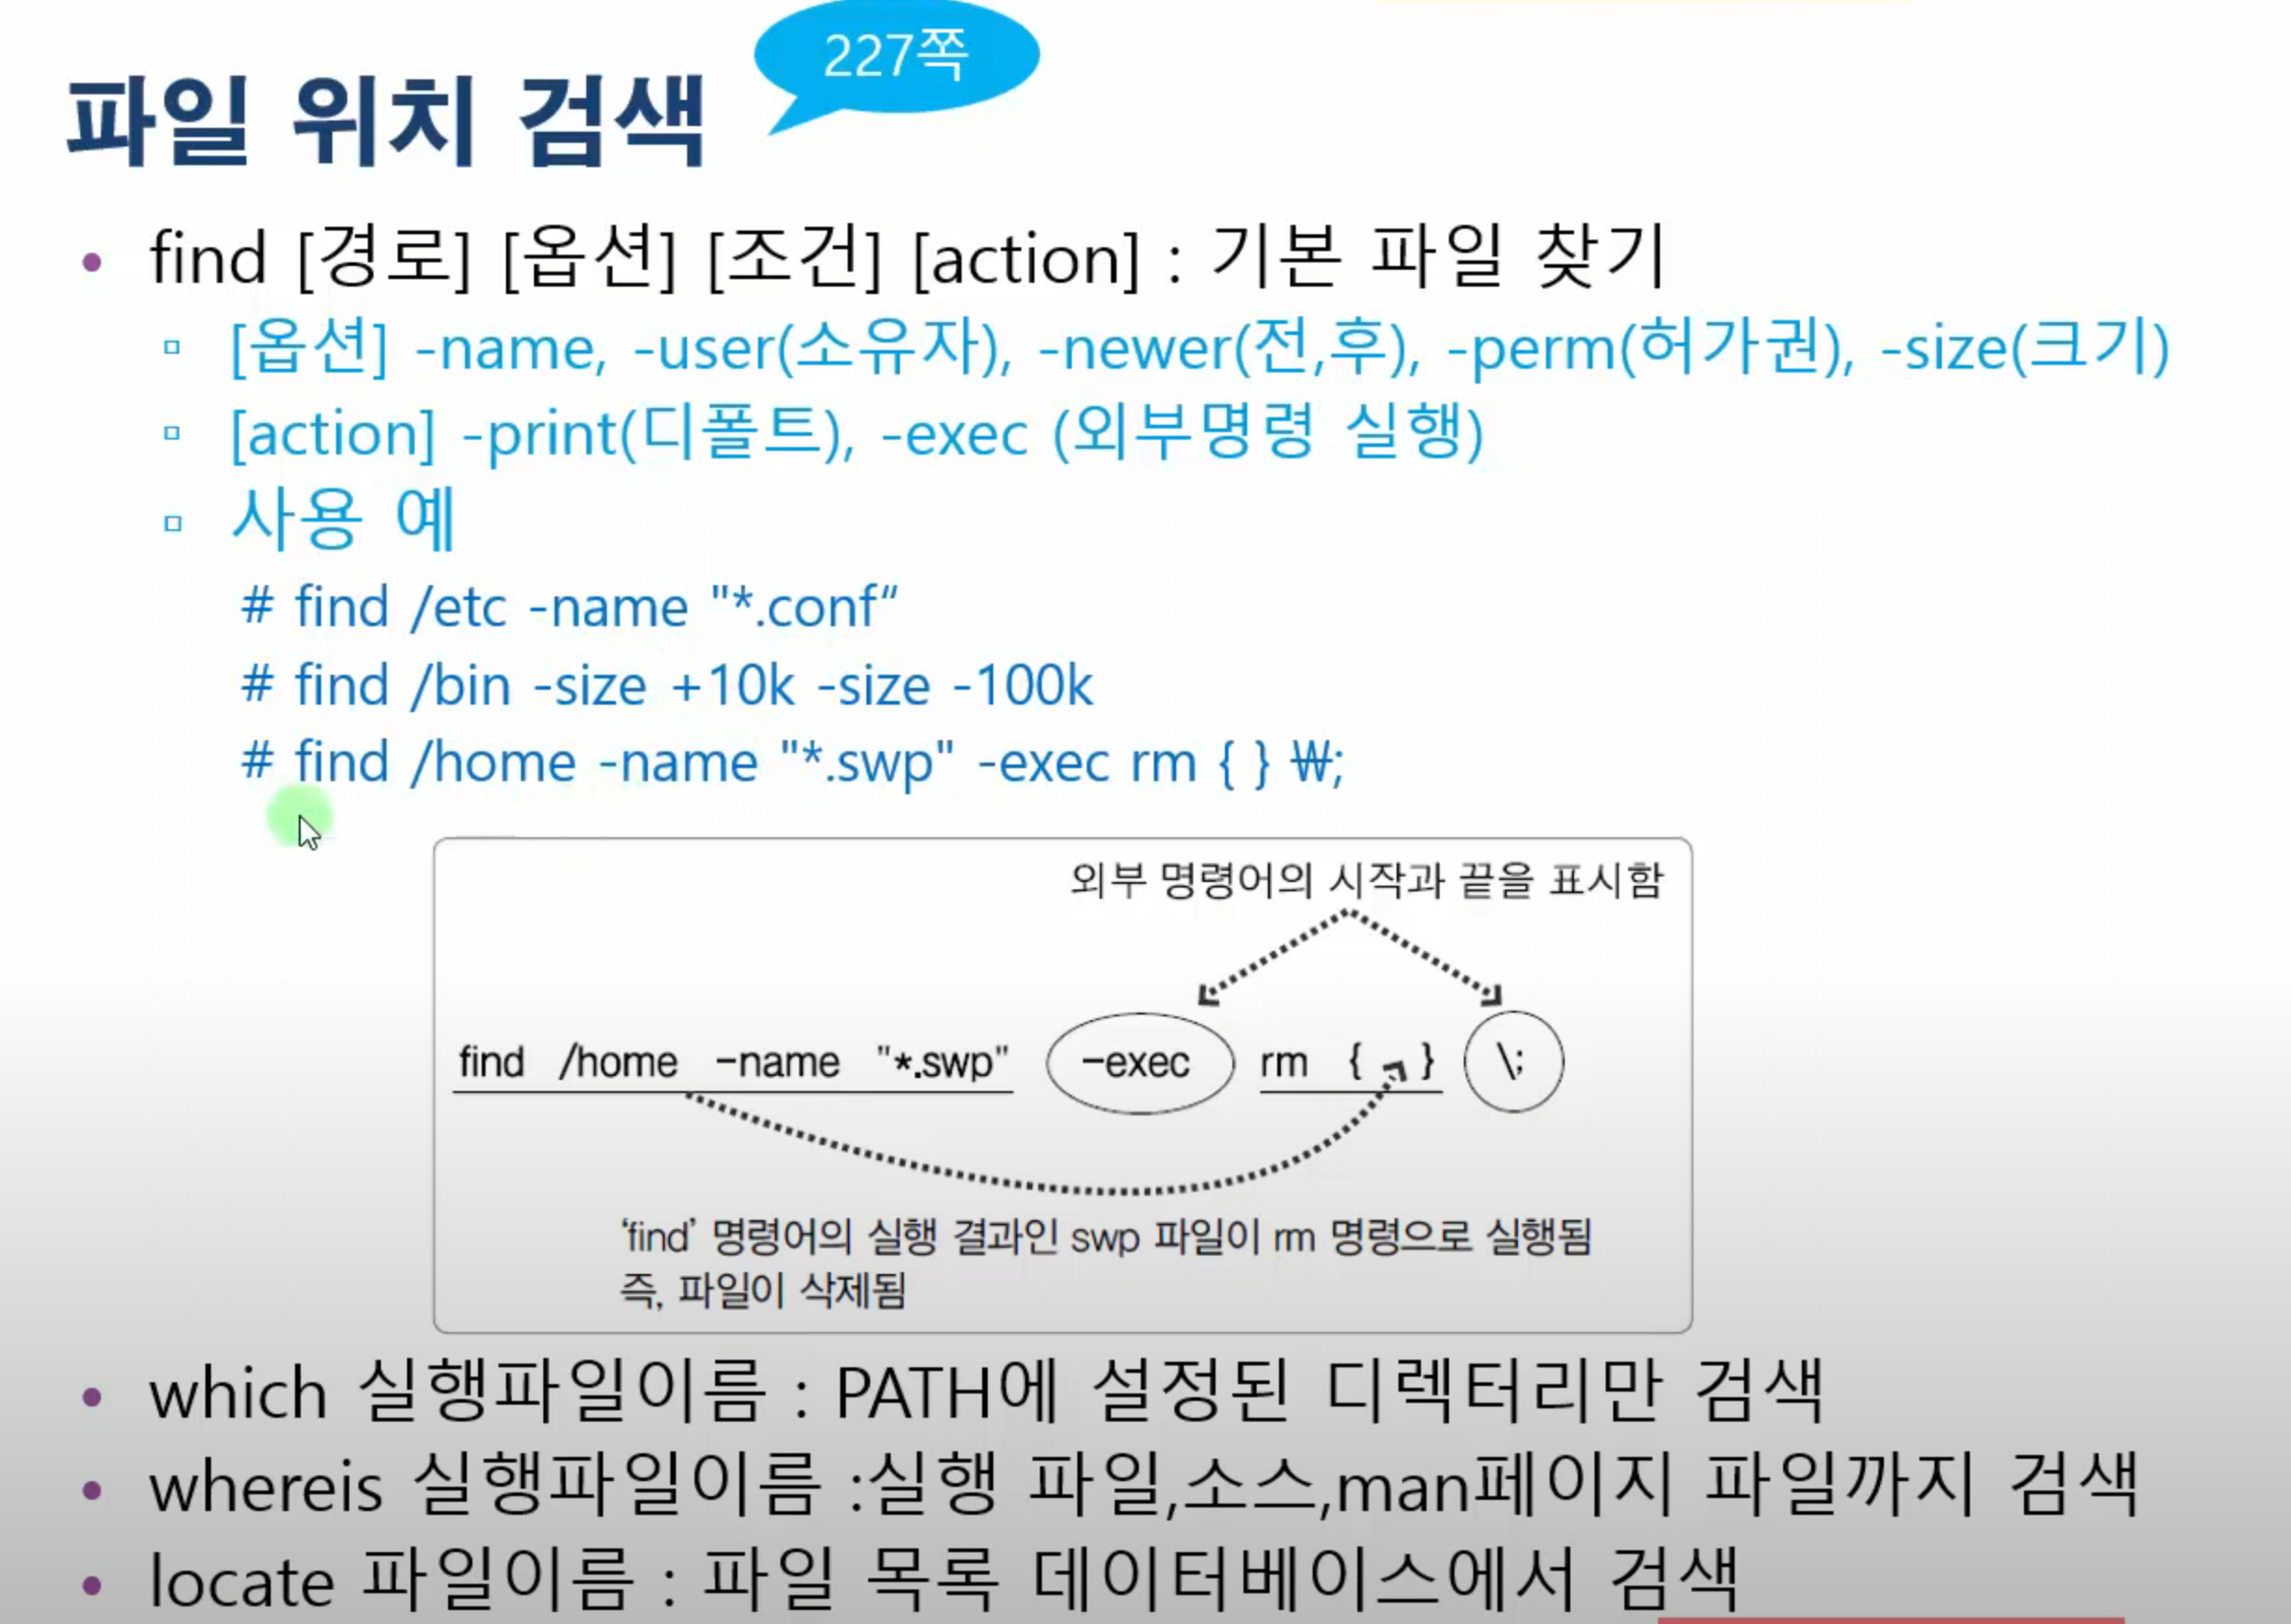 227쪽
파일 위치 검색
• find [경로] [옵션] [조건] [action] : 기본 파일 찾기
▫ [옵션] -name, -user(소유자), -newer(전,후), -perm(허가권), -size(크기)
▫ [action] -print(디폴트), -exec (외부명령 실행)
▫ 사용 예
# find /etc -name "*.conf“
# find /bin -size +10k -size -100k
# find /home -name "*.swp" -exec rm { } ₩;
외부 명령어의 시작과 끝을 표시함
find /home -name "*.swp" -exec rm { } \;
‘find’ 명령어의 실행 결과인 swp 파일이 rm 명령으로 실행됨
즉, 파일이 삭제됨
• which 실행파일이름 : PATH에 설정된 디렉터리만 검색
• whereis 실행파일이름 :실행 파일,소스,man페이지 파일까지 검색
• locate 파일이름 : 파일 목록 데이터베이스에서 검색